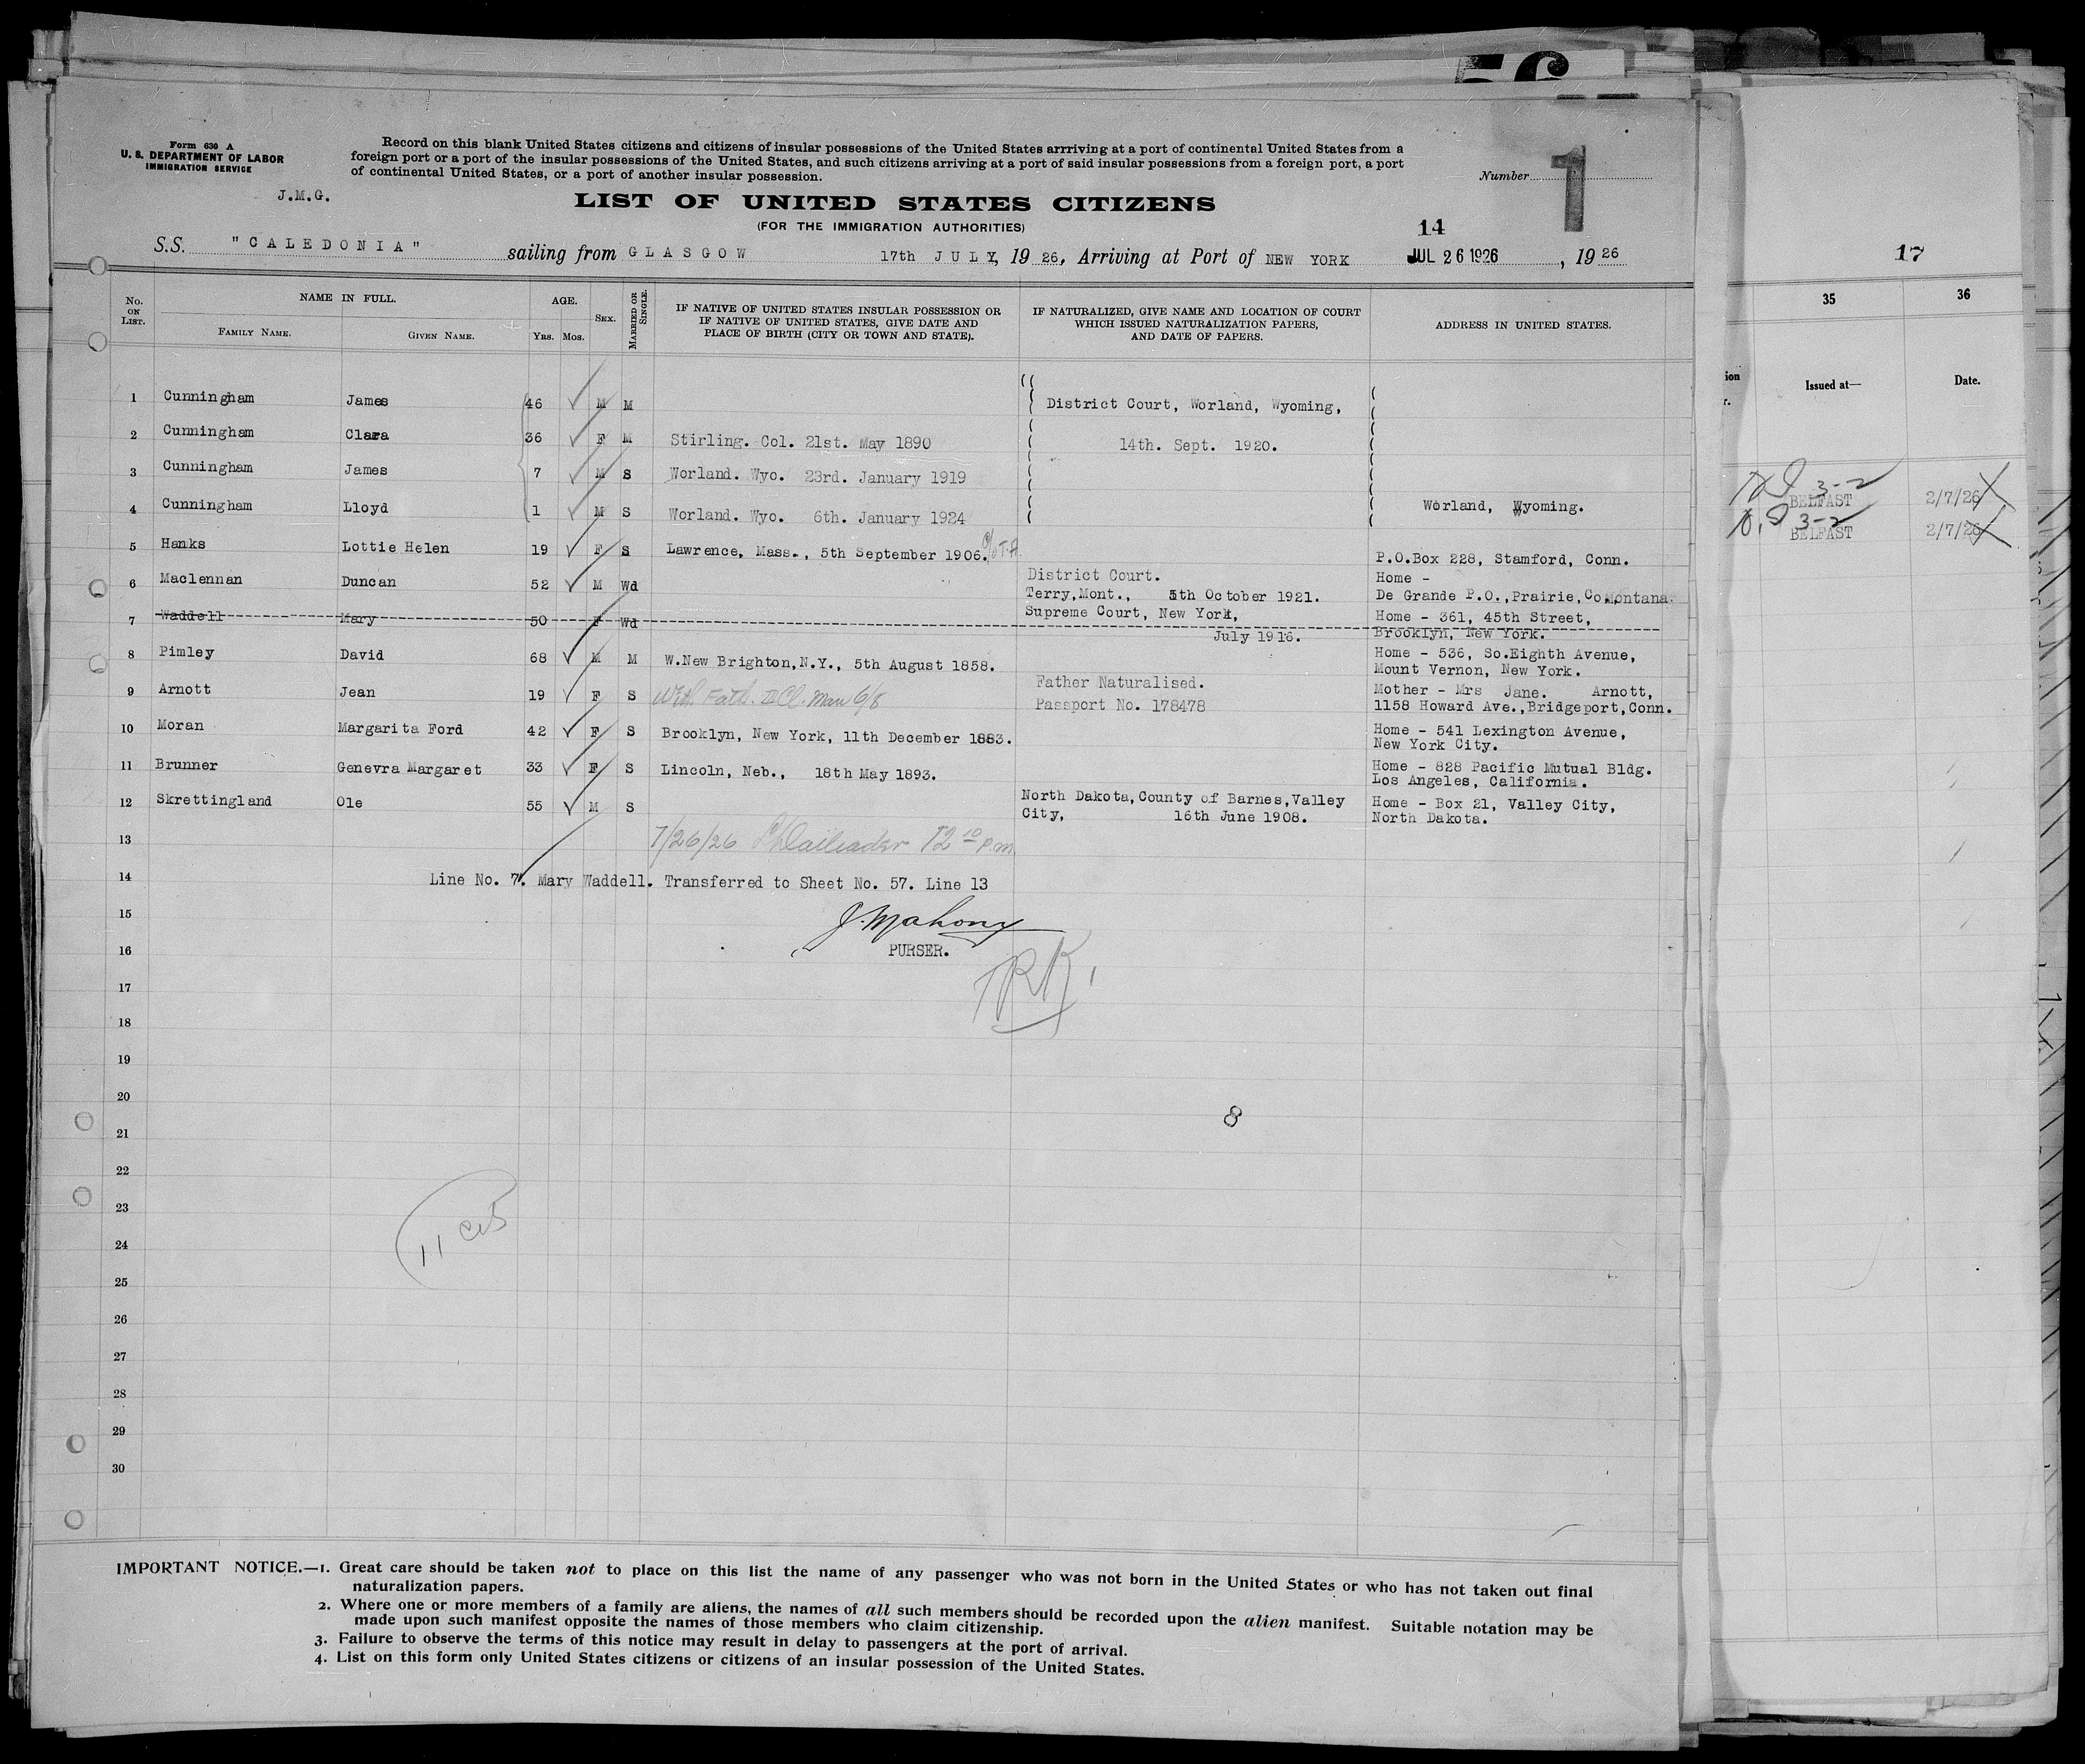 56
Form 630 A
U. S. DEPARTMENT OF LABOR
IMMIGRATION SERVICE
J.M.G.
Record on this blank United States citizens and citizens of insular possessions of the United States arrriving at a port of continental United States from a
foreign port or a port of the insular possessions of the United States, and such citizens arriving at a port of said insular possessions from a foreign port, a port
of continental United States, or a port of another insular possession.
Number 1
LIST OF UNITED STATES CITIZENS
(FOR THE IMMIGRATION AUTHORITIES)
14
S.S. "CALEDONIA" sailing from GLASGOW 17th JULY, 1926, Arriving at Port of NEW YORK JUL 26 1926, 1926
No. ON LIST. NAME IN FULL. AGE. SEX. MARRIED OR SINGLE. IF NATIVE OF UNITED STATES INSULAR POSSESSION OR IF NATIVE OF UNITED STATES, GIVE DATE AND PLACE OF BIRTH (CITY OR TOWN AND STATE). IF NATURALIZED, GIVE NAME AND LOCATION OF COURT WHICH ISSUED NATURALIZATION PAPERS, AND DATE OF PAPERS. ADDRESS IN UNITED STATES.
FAMILY NAME. GIVEN NAME. YRS. MOS.
1 Cunningham James 46 M M District Court, Worland, Wyoming,
2 Cunningham Clara 36 F M Stirling. Col. 21st. May 1890 14th. Sept. 1920.
3 Cunningham James 7 M S Worland. Wyo. 23rd. January 1919
4 Cunningham Lloyd 1 M S Worland. Wyo. 6th. January 1924 Worland, Wyoming.
5 Hanks Lottie Helen 19 F S Lawrence, Mass., 5th September 1906. P.O.Box 228, Stamford, Conn.
6 Maclennan Duncan 52 M Wd District Court. Home -
Terry,Mont., 5th October 1921. De Grande P.O.,Prairie,Co.Montana.
7 Waddell Mary 50 F Wd Supreme Court, New York, Home - 361, 45th Street,
July 1916. Brooklyn, New York.
8 Pimley David 68 M M W.New Brighton,N.Y., 5th August 1858. Home - 536, So.Eighth Avenue,
Mount Vernon, New York.
9 Arnott Jean 19 F S With Fath. II Cl. Man 6/8 Father Naturalised. Mother - Mrs Jane. Arnott,
Passport No. 178478 1158 Howard Ave.,Bridgeport,Conn.
10 Moran Margarita Ford 42 F S Brooklyn, New York, 11th December 1883. Home - 541 Lexington Avenue,
New York City.
11 Brunner Genevra Margaret 33 F S Lincoln, Neb., 18th May 1893. Home - 828 Pacific Mutual Bldg.
Los Angeles, California.
12 Skrettingland Ole 55 M S North Dakota,County of Barnes,Valley Home - Box 21, Valley City,
City, 16th June 1908. North Dakota.
13 7/26/26 12 10 p.m.
14 Line No. 7. Mary Waddell. Transferred to Sheet No. 57. Line 13
15 J. Mahony
16 PURSER.
17
18
19
20
8
21
22
23
11
24
25
26
27
28
29
30
IMPORTANT NOTICE.—1. Great care should be taken not to place on this list the name of any passenger who was not born in the United States or who has not taken out final
naturalization papers.
2. Where one or more members of a family are aliens, the names of all such members should be recorded upon the alien manifest. Suitable notation may be
made upon such manifest opposite the names of those members who claim citizenship.
3. Failure to observe the terms of this notice may result in delay to passengers at the port of arrival.
4. List on this form only United States citizens or citizens of an insular possession of the United States.
17
35 36
Issued at— Date.
3-2
BELFAST 2/7/26
3-2
BELFAST 2/7/26